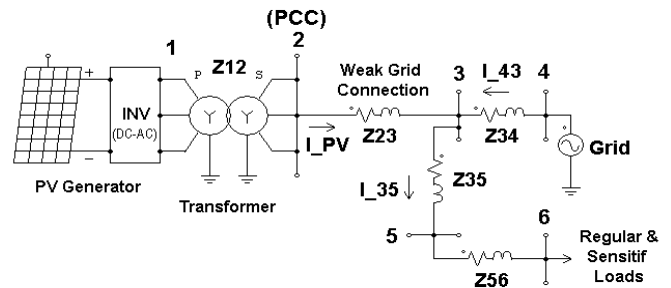 (PCC)
1
Z12
2
P
S
+
INV
(DC-AC)
Y
Y
−
PV Generator
Transformer
I_PV
Weak Grid
Connection
Z23
3
I_43
4
Z34
Grid
I_35
Z35
5
Z56
6
Regular &
Sensitif
Loads